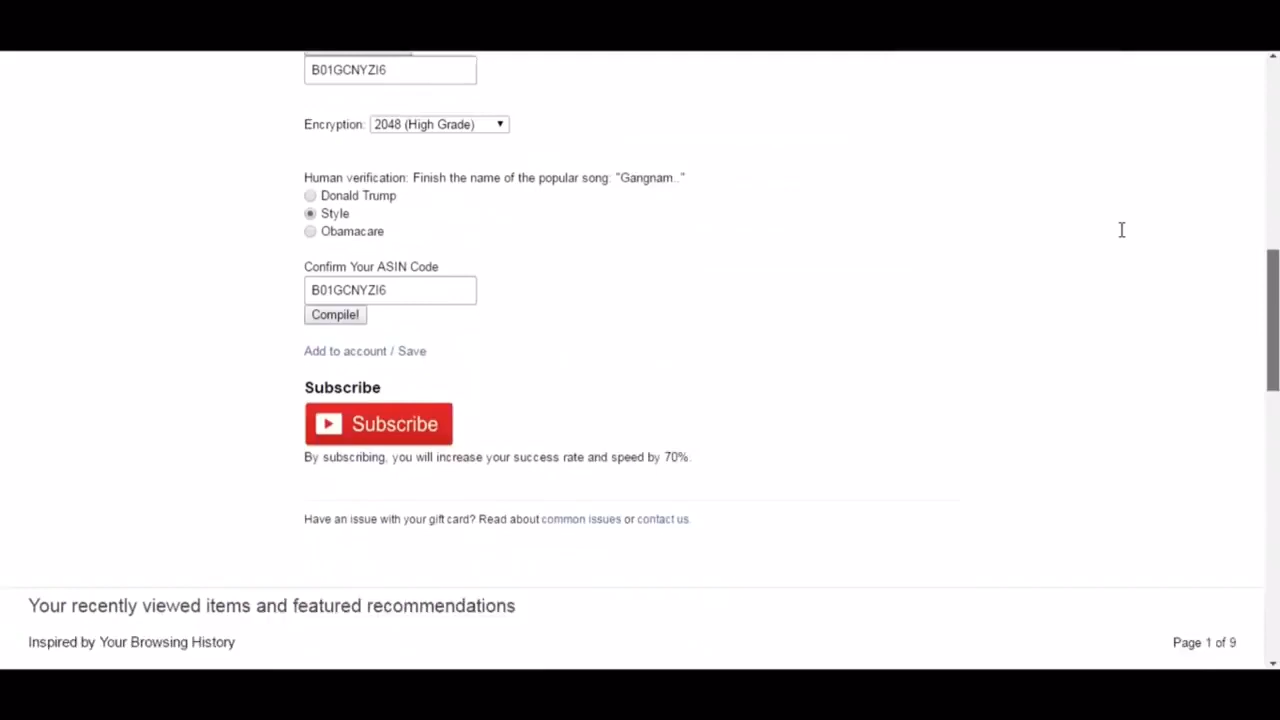 B01GCNYZI6
Encryption: 2048 (High Grade)
Human verification: Finish the name of the popular song: "Gangnam.."
Donald Trump
Style
Obamacare
Confirm Your ASIN Code
B01GCNYZI6
Compile!
Add to account / Save
Subscribe
Subscribe
By subscribing, you will increase your success rate and speed by 70%.
Have an issue with your gift card? Read about common issues or contact us.
Your recently viewed items and featured recommendations
Inspired by Your Browsing History
Page 1 of 9